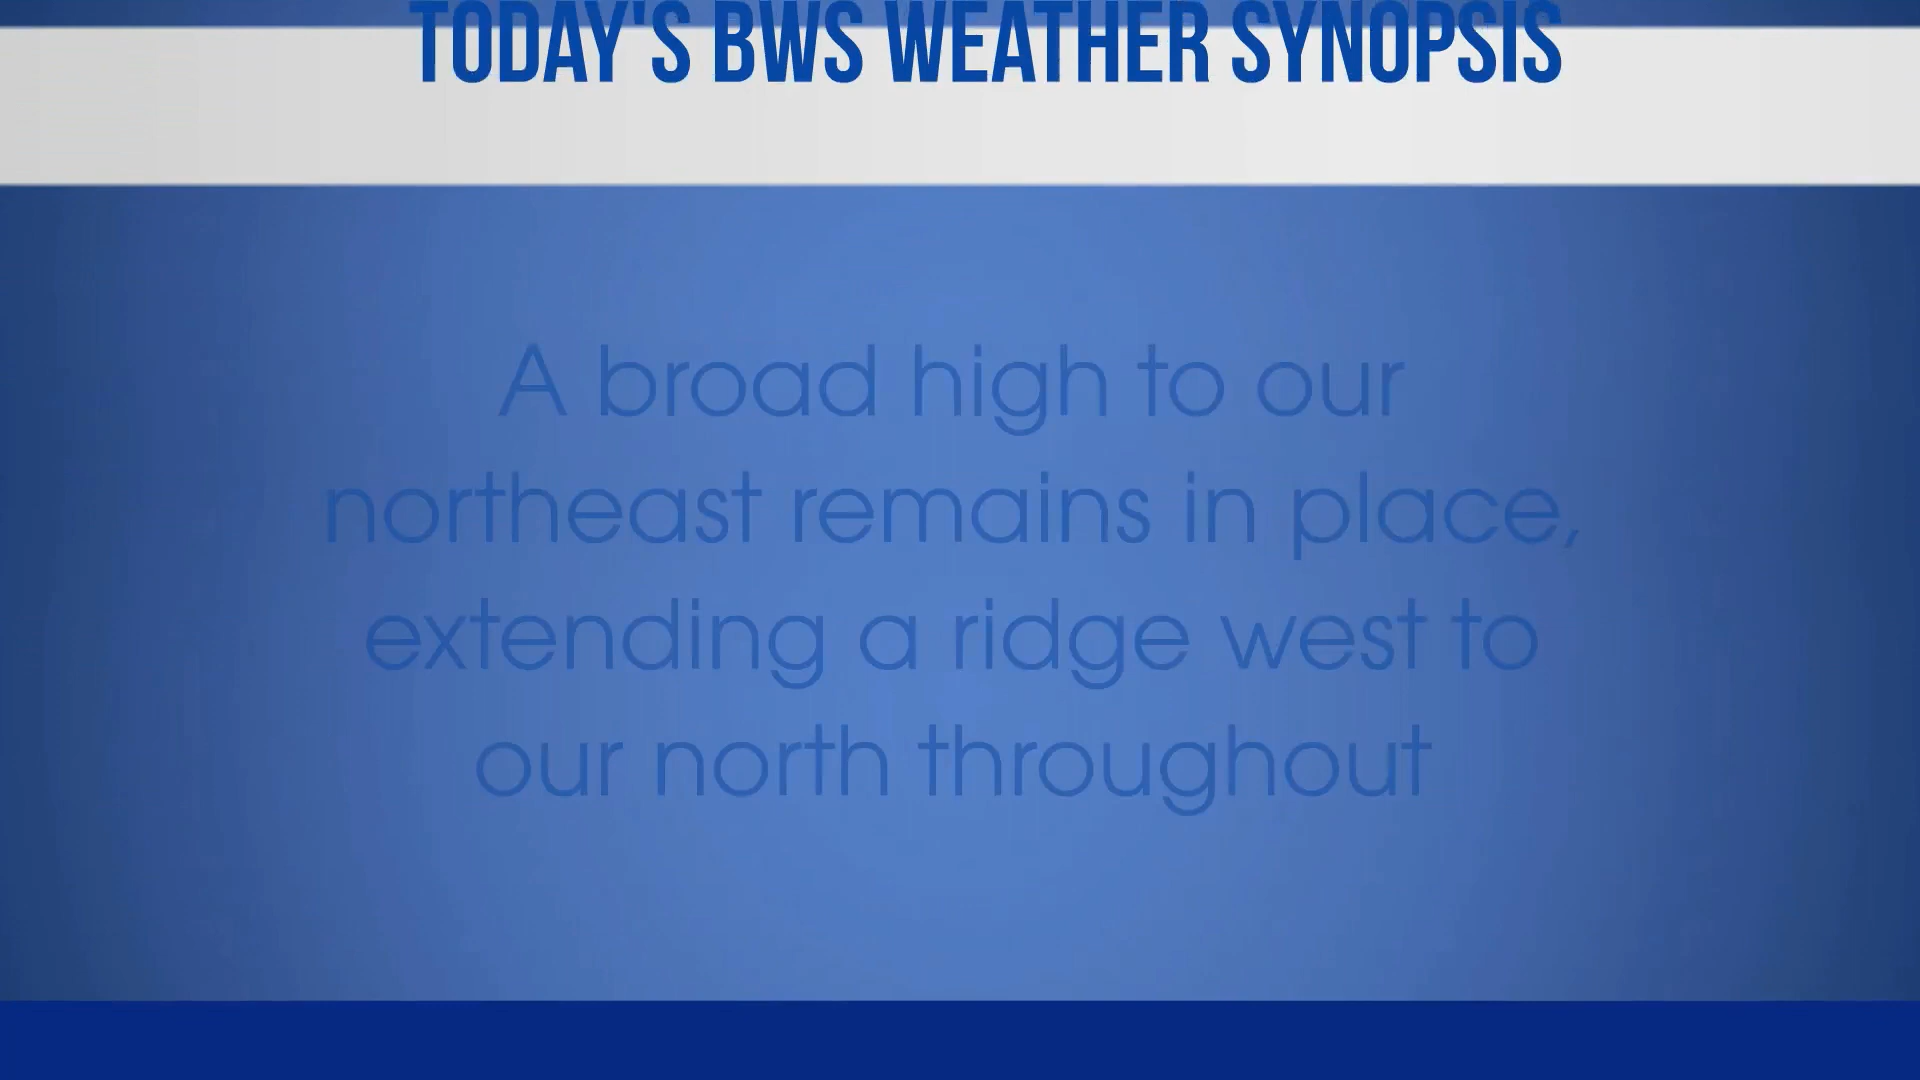 TODAY'S BWS WEATHER SYNOPSIS
A broad high to our
northeast remains in place,
extending a ridge west to
our north throughout